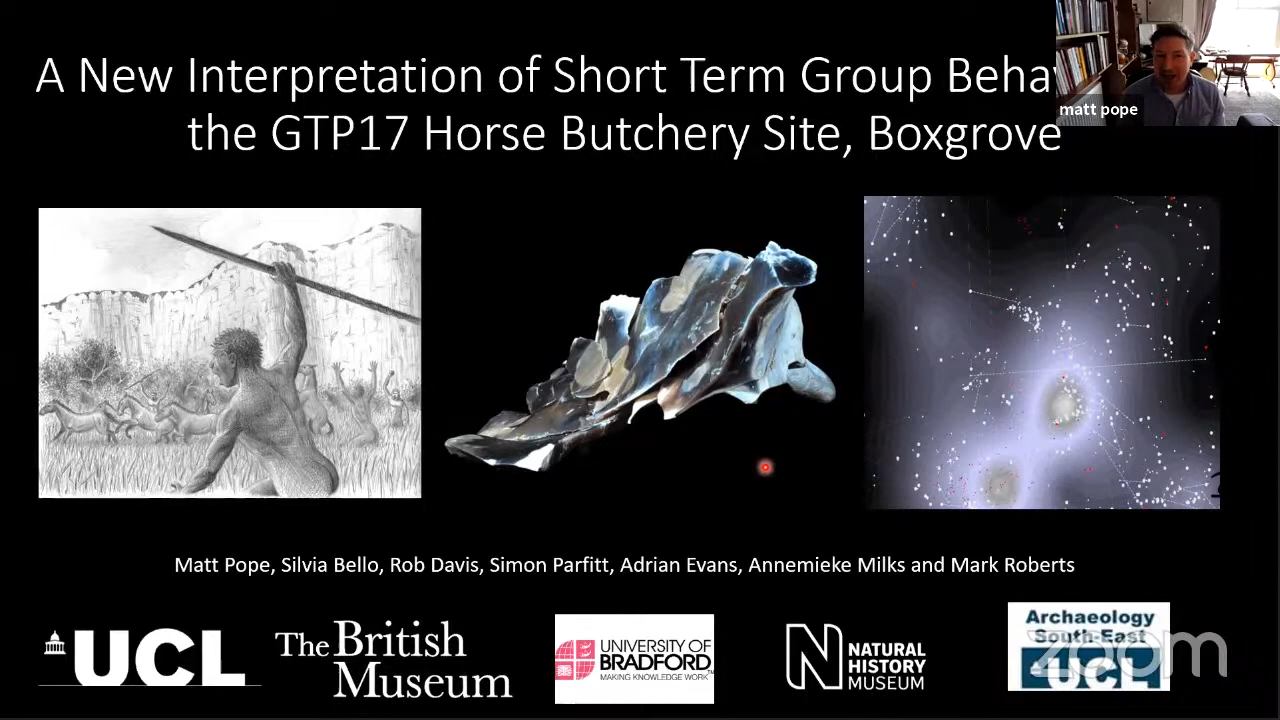 A New Interpretation of Short Term Group Beha
the GTP17 Horse Butchery Site, Boxgrove
matt pope
Matt Pope, Silvia Bello, Rob Davis, Simon Parfitt, Adrian Evans, Annemieke Milks and Mark Roberts
UCL
The British
Museum
UNIVERSITY OF
BRADFORD
MAKING KNOWLEDGE WORK
TM
N
NATURAL
HISTORY
MUSEUM
Archaeology
South-East
UCL
zoom